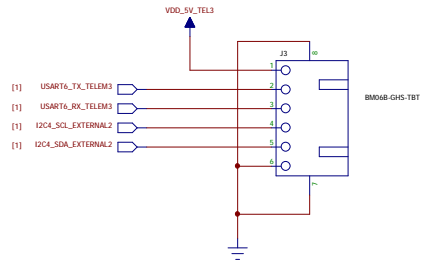 VDD_5V_TEL3
J3
8
1
[1] USART6_TX_TELEM3 2
BM06B-GHS-TBT
[1] USART6_RX_TELEM3 3
[1] I2C4_SCL_EXTERNAL2 4
[1] I2C4_SDA_EXTERNAL2 5
6
7